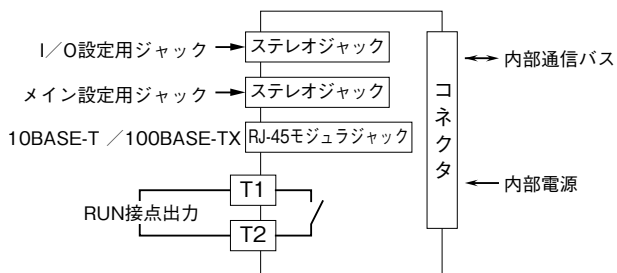 I／O設定用ジャック
ステレオジャック
メイン設定用ジャック
ステレオジャック
10BASE-T ／100BASE-TX
RJ-45モジュラジャック
T1
RUN接点出力
T2
コネクタ
内部通信バス
内部電源